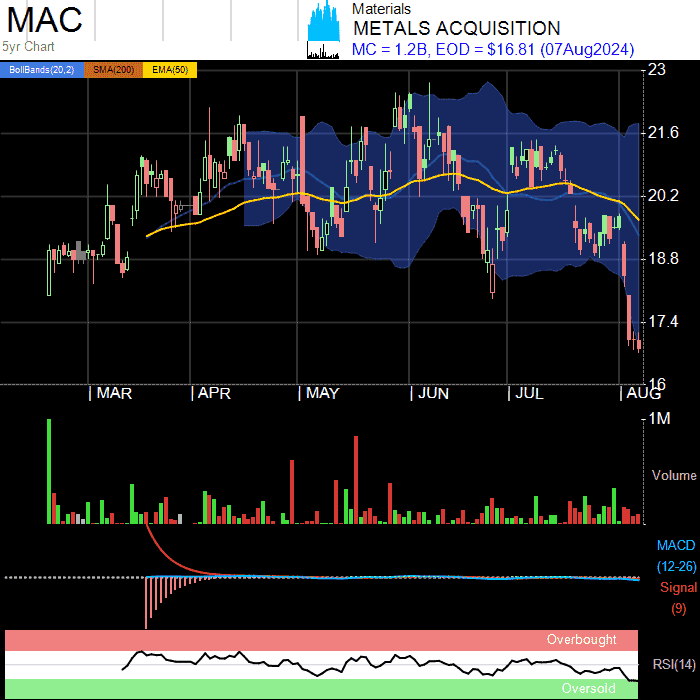 MAC
5yr Chart
Materials
METALS ACQUISITION
MC = 1.2B, EOD = $16.81 (07Aug2024)
BollBands(20,2) SMA(200) EMA(50)
23
21.6
20.2
18.8
17.4
16
MAR APR MAY JUN JUL AUG
1M
Volume
MACD
(12-26)
Signal
(9)
Overbought
RSI(14)
Oversold